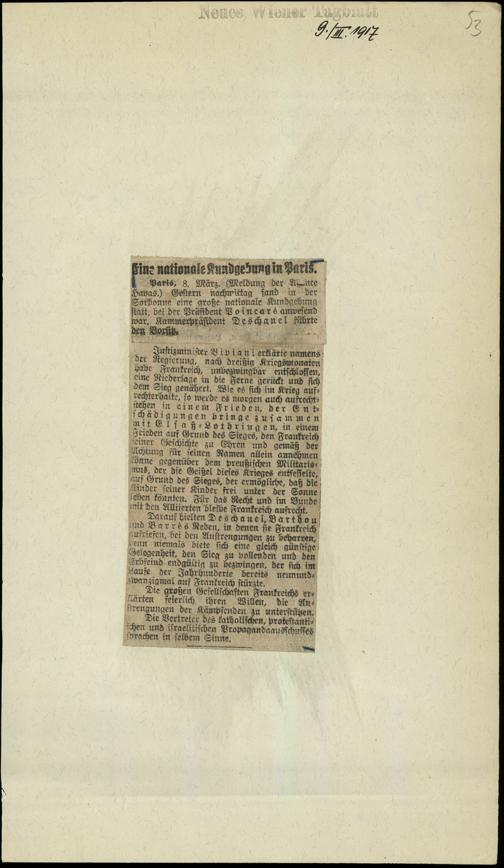 Neues Wiener Tagblatt
9./III. 1917
53
Eine nationale Kundgebung in Paris.
Paris, 8. März. (Meldung der
Havas.) Gestern nachmittag fand in der
Sorbonne eine große nationale Kundgebung
statt, bei der Präsident Poincaré anwesend
war. Kammerpräsident Deschanel führte
den Vorsitz.
Justizminister Viviani erklärte namens
der Regierung, nach dreißig Kriegsmonaten
habe Frankreich, unbezwingbar entschlossen,
eine Niederlage in die Ferne gerückt und sich
dem Sieg genähert. Wie es sich im Krieg auf-
rechterhalte, so werde es morgen auch aufrecht-
stehen in einem Frieden, der Ent-
schädigungen bringe zusammen
mit Elsaß-Lothringen, in einem
Frieden auf Grund des Sieges, den Frankreich
seiner Geschichte zu Ehren und gemäß der
Achtung für seinen Namen allein annehmen
könne gegenüber dem preußischen Militaris-
mus, der die Geißel dieses Krieges entfesselte,
auf Grund des Sieges, der ermögliche, daß die
Kinder seiner Kinder frei unter der Sonne
leben könnten. Für das Recht und im Bunde
mit den Alliierten bleibe Frankreich aufrecht.
Darauf hielten Deschanel, Barthou
und Barrès Reden, in denen sie Frankreich
aufriefen, bei den Anstrengungen zu beharren,
denn niemals biete sich eine gleich günstige
Gelegenheit, den Sieg zu vollenden und den
Erbfeind endgültig zu bezwingen, der sich im
Laufe der Jahrhunderte bereits neunund-
zwanzigmal auf Frankreich stürzte.
Die großen Gesellschaften Frankreichs er-
klärten feierlich ihren Willen, die An-
strengungen der Kämpfenden zu unterstützen.
Die Vertreter des katholischen, protestanti-
schen und israelitischen Propagandaausschusses
sprachen in selbem Sinne.